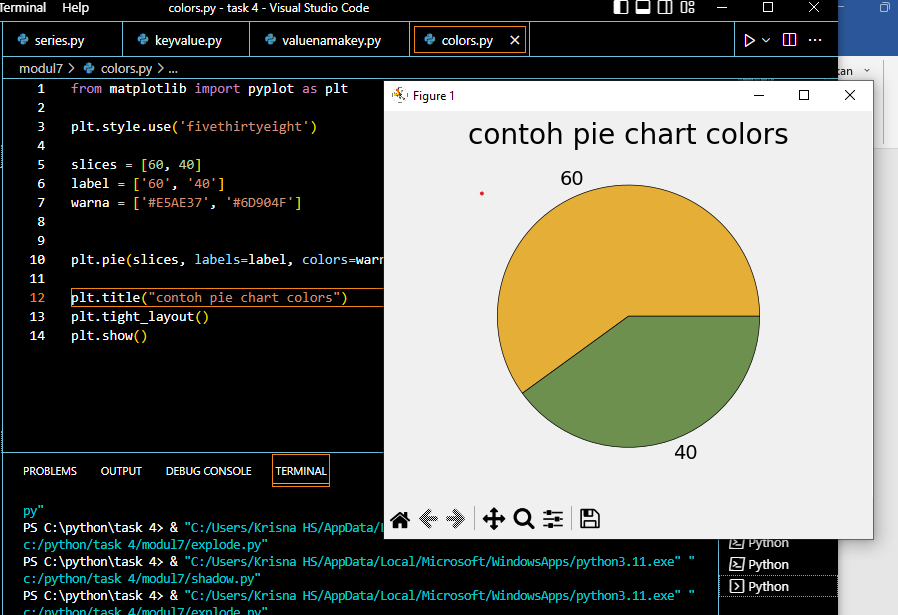 Terminal Help colors.py - task 4 - Visual Studio Code
series.py keyvalue.py valuenamakey.py colors.py
modul7 > colors.py > ...
1 from matplotlib import pyplot as plt
2
3 plt.style.use('fivethirtyeight')
4
5 slices = [60, 40]
6 label = ['60', '40']
7 warna = ['#E5AE37', '#6D904F']
8
9
10 plt.pie(slices, labels=label, colors=warn
11
12 plt.title("contoh pie chart colors")
13 plt.tight_layout()
14 plt.show()
Figure 1
contoh pie chart colors
60
40
can
PROBLEMS OUTPUT DEBUG CONSOLE TERMINAL
py"
PS C:\python\task 4> & "C:/Users/Krisna HS/AppData/
c:/python/task 4/modul7/explode.py"
PS C:\python\task 4> & "C:/Users/Krisna HS/AppData/Local/Microsoft/WindowsApps/python3.11.exe" "
c:/python/task 4/modul7/shadow.py"
PS C:\python\task 4> & "C:/Users/Krisna HS/AppData/Local/Microsoft/WindowsApps/python3.11.exe" "
c:/python/task 4/modul7/explode.py"
Python
Python
Python